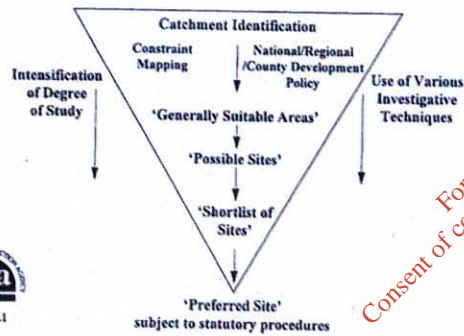 Catchment Identification
Constraint
Mapping
National/Regional
/County Development
Policy
Intensification
of Degree
of Study
Use of Various
Investigative
Techniques
'Generally Suitable Areas'
'Possible Sites'
'Shortlist of
Sites'
'Preferred Site'
subject to statutory procedures
For
Consent of